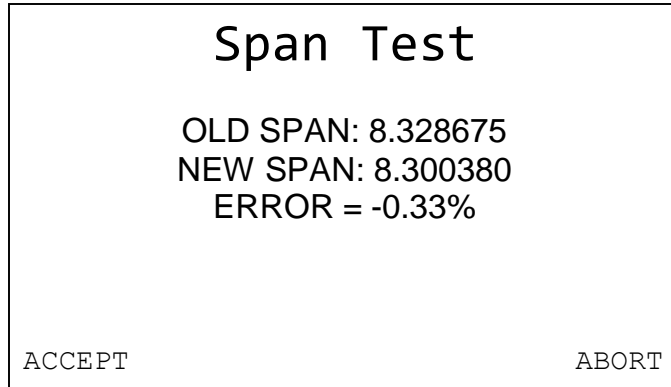 Span Test
OLD SPAN: 8.328675
NEW SPAN: 8.300380
ERROR = -0.33%
ACCEPT ABORT